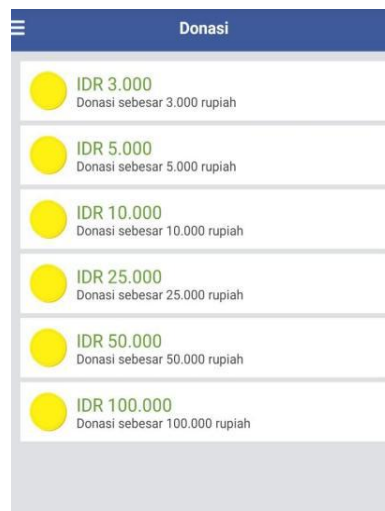 Donasi
IDR 3.000
Donasi sebesar 3.000 rupiah
IDR 5.000
Donasi sebesar 5.000 rupiah
IDR 10.000
Donasi sebesar 10.000 rupiah
IDR 25.000
Donasi sebesar 25.000 rupiah
IDR 50.000
Donasi sebesar 50.000 rupiah
IDR 100.000
Donasi sebesar 100.000 rupiah